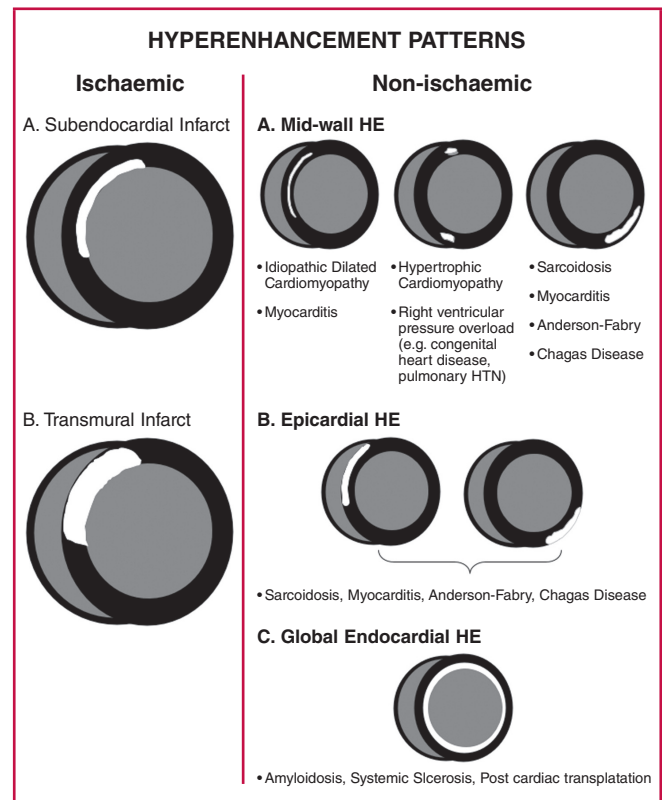 HYPERENHANCEMENT PATTERNS
Ischaemic
A. Subendocardial Infarct
B. Transmural Infarct
Non-ischaemic
A. Mid-wall HE
• Idiopathic Dilated
Cardiomyopathy
• Myocarditis
• Hypertrophic
Cardiomyopathy
• Right ventricular
pressure overload
(e.g. congenital
heart disease,
pulmonary HTN)
• Sarcoidosis
• Myocarditis
• Anderson-Fabry
• Chagas Disease
B. Epicardial HE
• Sarcoidosis, Myocarditis, Anderson-Fabry, Chagas Disease
C. Global Endocardial HE
• Amyloidosis, Systemic Slcerosis, Post cardiac transplatation